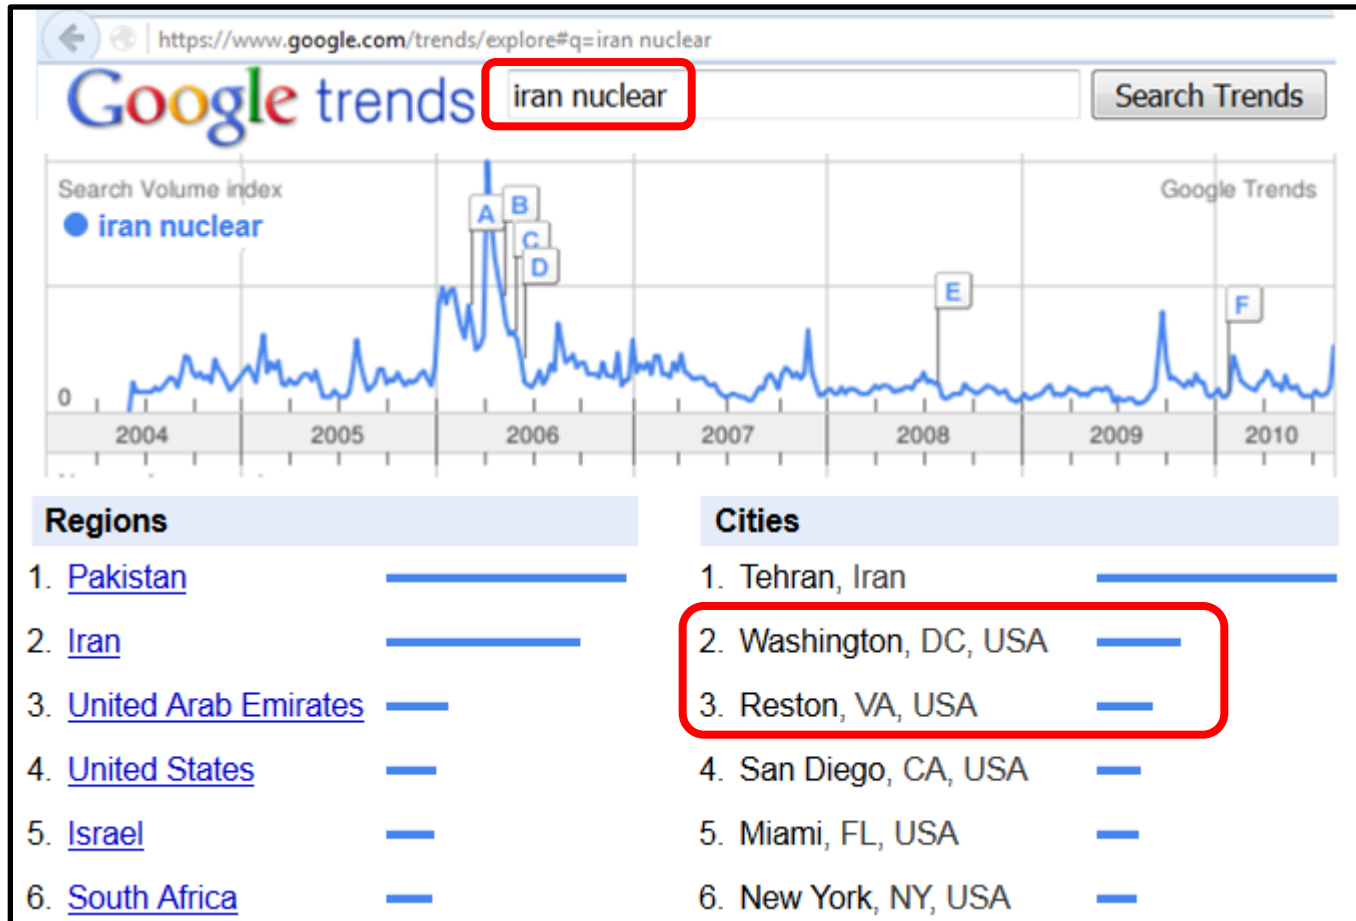 https://www.google.com/trends/explore#q=iran nuclear
Google trends iran nuclear Search Trends
Search Volume index Google Trends
iran nuclear
A
B
C
D
E
F
0
2004 2005 2006 2007 2008 2009 2010
Regions
1. Pakistan
2. Iran
3. United Arab Emirates
4. United States
5. Israel
6. South Africa
Cities
1. Tehran, Iran
2. Washington, DC, USA
3. Reston, VA, USA
4. San Diego, CA, USA
5. Miami, FL, USA
6. New York, NY, USA